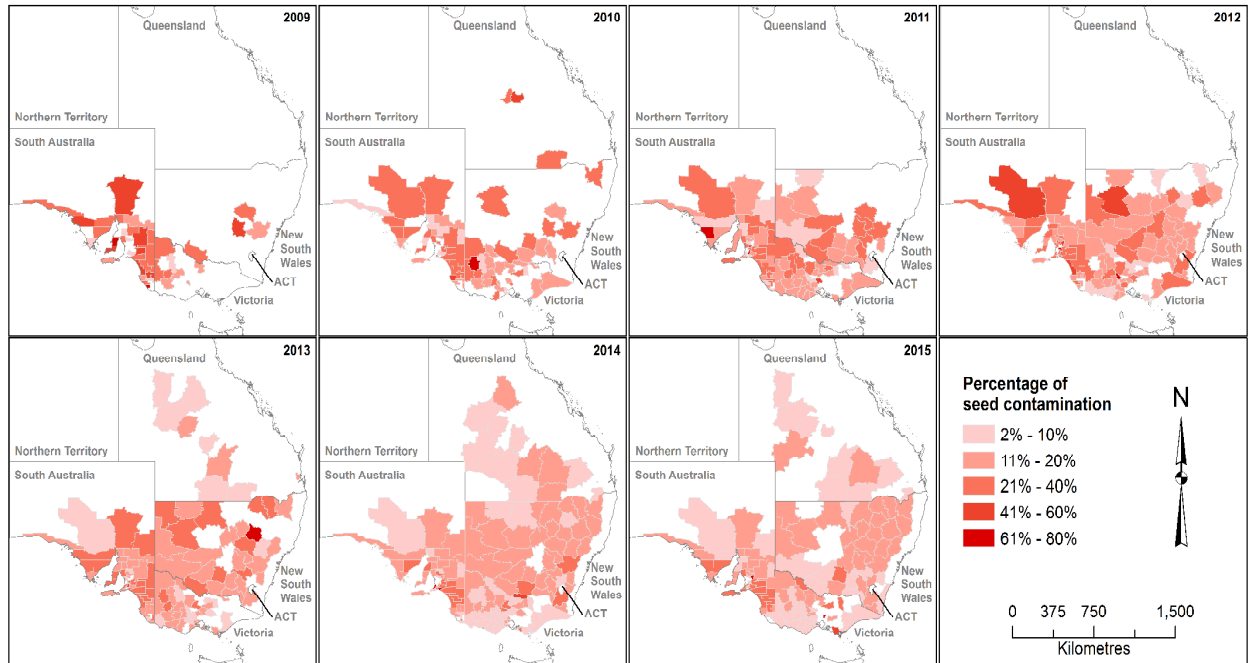 2009
Queensland
Northern Territory
South Australia
New
South
Wales
ACT
Victoria
2010
Queensland
Northern Territory
South Australia
New
South
Wales
ACT
Victoria
2011
Queensland
Northern Territory
South Australia
New
South
Wales
ACT
Victoria
2012
Queensland
Northern Territory
South Australia
New
South
Wales
ACT
Victoria
2013
Queensland
Northern Territory
South Australia
New
South
Wales
ACT
Victoria
2014
Queensland
Northern Territory
South Australia
New
South
Wales
ACT
Victoria
2015
Queensland
Northern Territory
South Australia
New
South
Wales
ACT
Victoria
Percentage of
seed contamination
2% - 10%
11% - 20%
21% - 40%
41% - 60%
61% - 80%
N
0 375 750 1,500
Kilometres